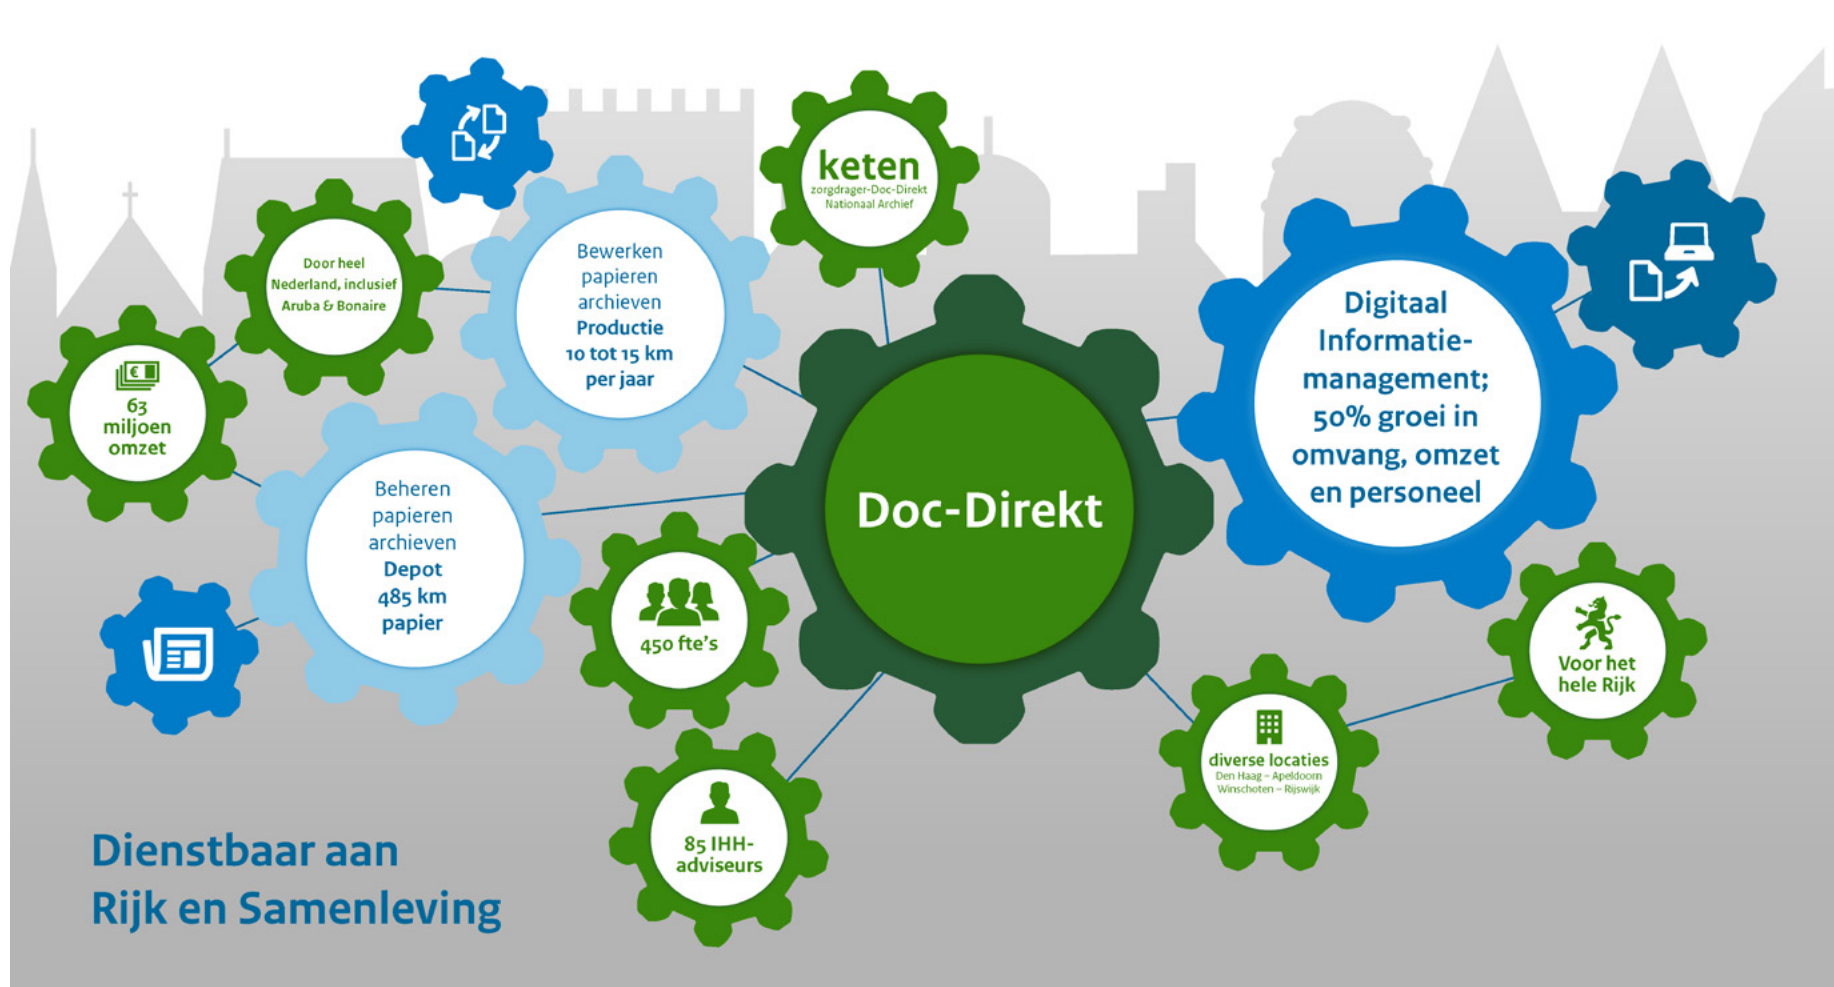 keten
zorgdrager-Doc-Direkt
Nationaal Archief
Door heel
Nederland, inclusief
Aruba & Bonaire
Bewerken
papieren
archieven
Productie
10 tot 15 km
per jaar
63
miljoen
omzet
Beheren
papieren
archieven
Depot
485 km
papier
Doc-Direkt
Digitaal
Informatie-
management;
50% groei in
omvang, omzet
en personeel
450 fte's
Voor het
hele Rijk
diverse locaties
Den Haag – Apeldoorn
Winschoten – Rijswijk
85 IHH-
adviseurs
Dienstbaar aan
Rijk en Samenleving